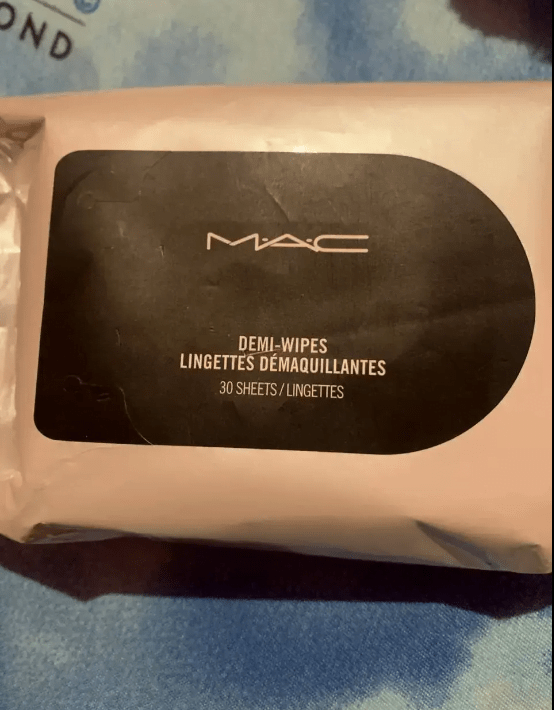 OND
M·A·C
DEMI-WIPES
LINGETTES DÉMAQUILLANTES
30 SHEETS / LINGETTES